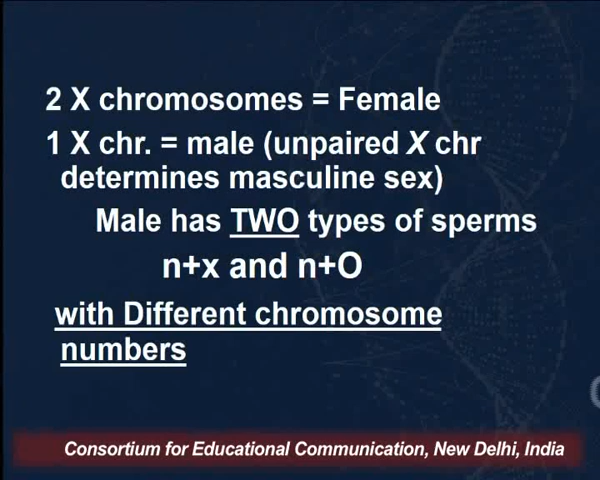 2 X chromosomes = Female
1 X chr. = male (unpaired X chr
determines masculine sex)
Male has TWO types of sperms
n+x and n+O
with Different chromosome
numbers
Consortium for Educational Communication, New Delhi, India